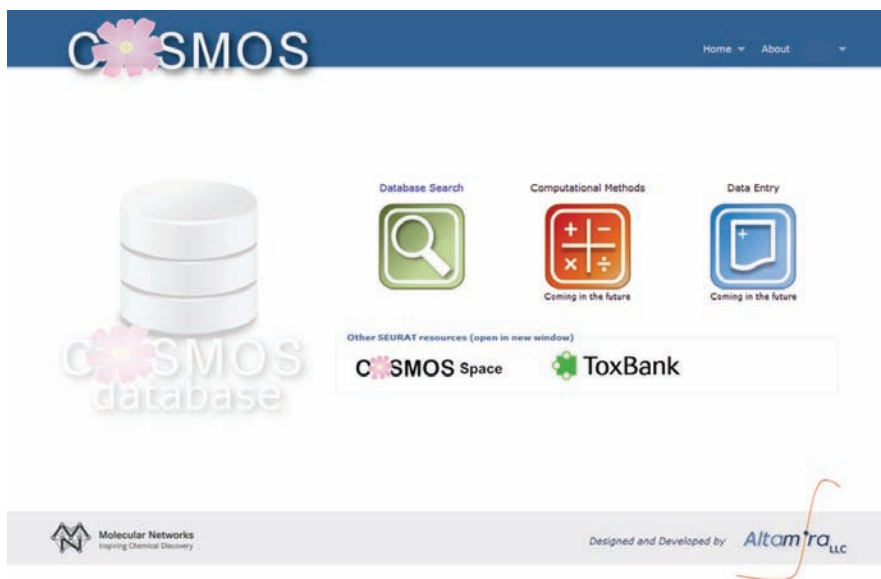 COSMOS
Home About
Database Search
Computational Methods
Data Entry
+ − × ÷
+
Coming in the future
Coming in the future
COSMOS
database
Other SEURAT resources (open in new window)
COSMOS Space
ToxBank
Molecular Networks
Inspiring Chemical Discovery
Designed and Developed by
Altamira LLC